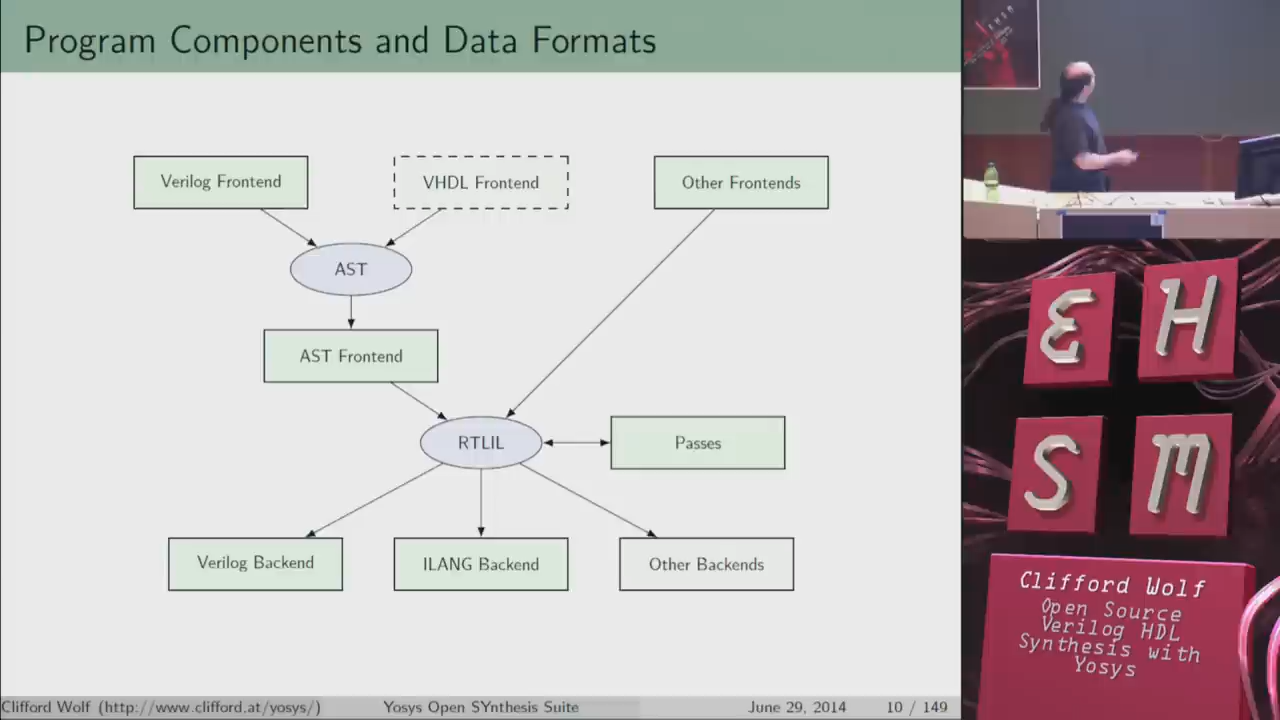 Program Components and Data Formats
Verilog Frontend
VHDL Frontend
Other Frontends
AST
AST Frontend
RTLIL
Passes
Verilog Backend
ILANG Backend
Other Backends
Clifford Wolf (http://www.clifford.at/yosys/)
Yosys Open SYnthesis Suite
June 29, 2014
10 / 149
EHSM
Clifford Wolf
Open Source
Verilog HDL
Synthesis with
Yosys